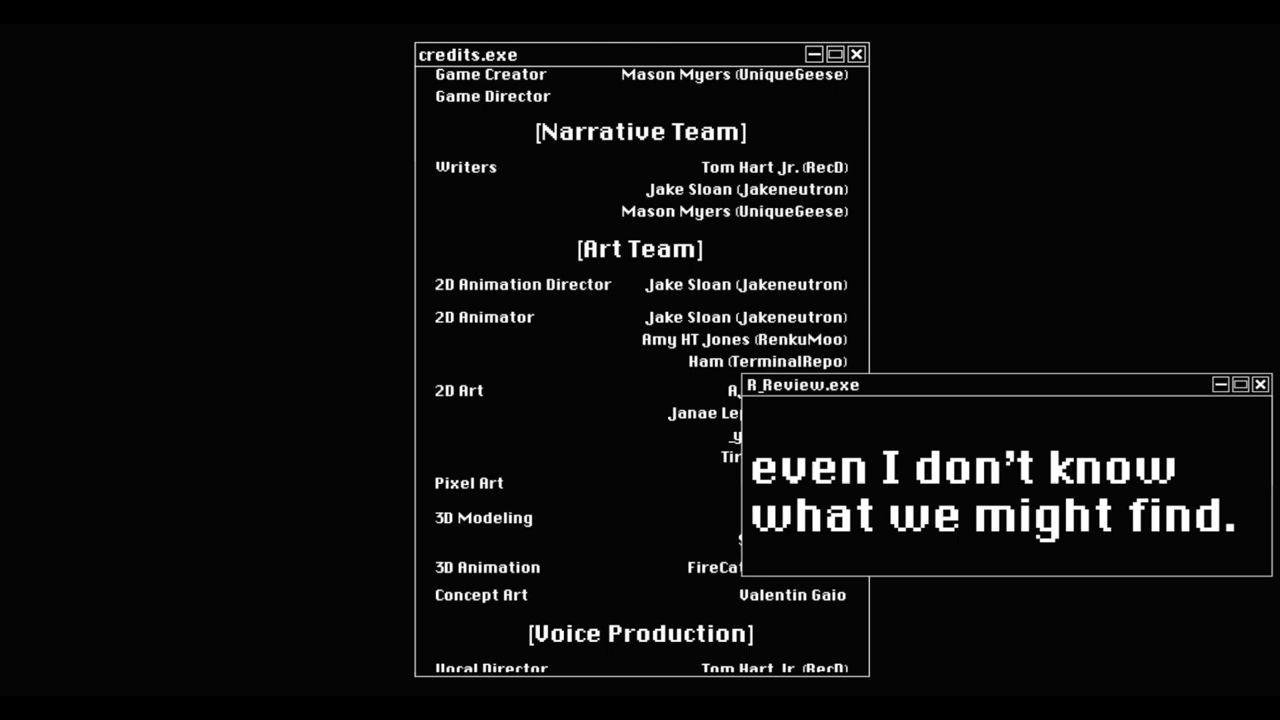 credits.exe
Game Creator Mason Myers (UniqueGeese)
Game Director
[Narrative Team]
Writers Tom Hart Jr. (RecD)
Jake Sloan (Jakeneutron)
Mason Myers (UniqueGeese)
[Art Team]
2D Animation Director Jake Sloan (Jakeneutron)
2D Animator Jake Sloan (Jakeneutron)
Amy HT Jones (RenkuMoo)
Ham (TerminalRepo)
2D Art
Janae
Pixel Art
3D Modeling
3D Animation
Concept Art Valentin Gaio
[Voice Production]
Vocal Director Tom Hart Jr. (RecD)
R_Review.exe
even I don't know
what we might find.